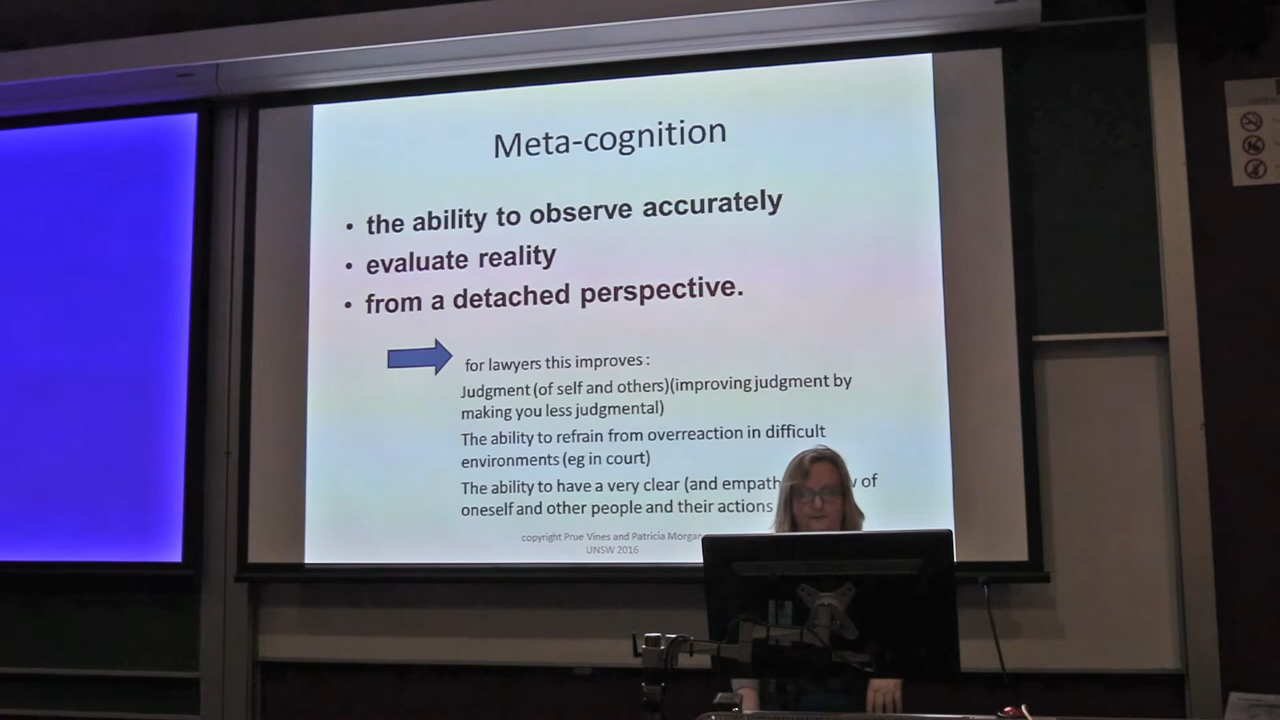 Meta-cognition
• the ability to observe accurately
• evaluate reality
• from a detached perspective.
for lawyers this improves :
Judgment (of self and others)(improving judgment by
making you less judgmental)
The ability to refrain from overreaction in difficult
environments (eg in court)
The ability to have a very clear (and of
oneself and other people and their actions
copyright Prue Vines and Patricia
UNSW 2016